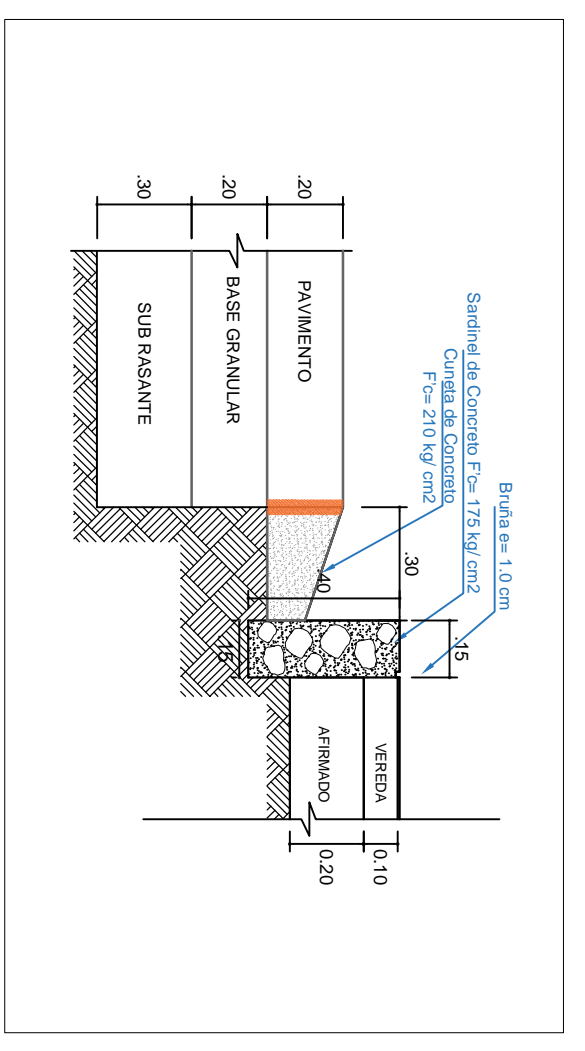 Bruña e= 1.0 cm
Sardinel de Concreto F'c= 175 kg/ cm2
Cuneta de Concreto
F'c= 210 kg/ cm2
.30
.15
.40
.15
.20
.20
.30
PAVIMENTO
BASE GRANULAR
SUB RASANTE
VEREDA
AFIRMADO
0.10
0.20